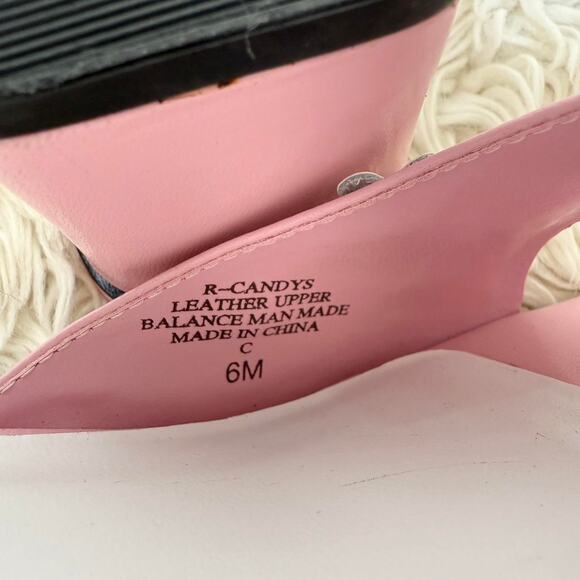 R--CANDYS
LEATHER UPPER
BALANCE MAN MADE
MADE IN CHINA
C
6M